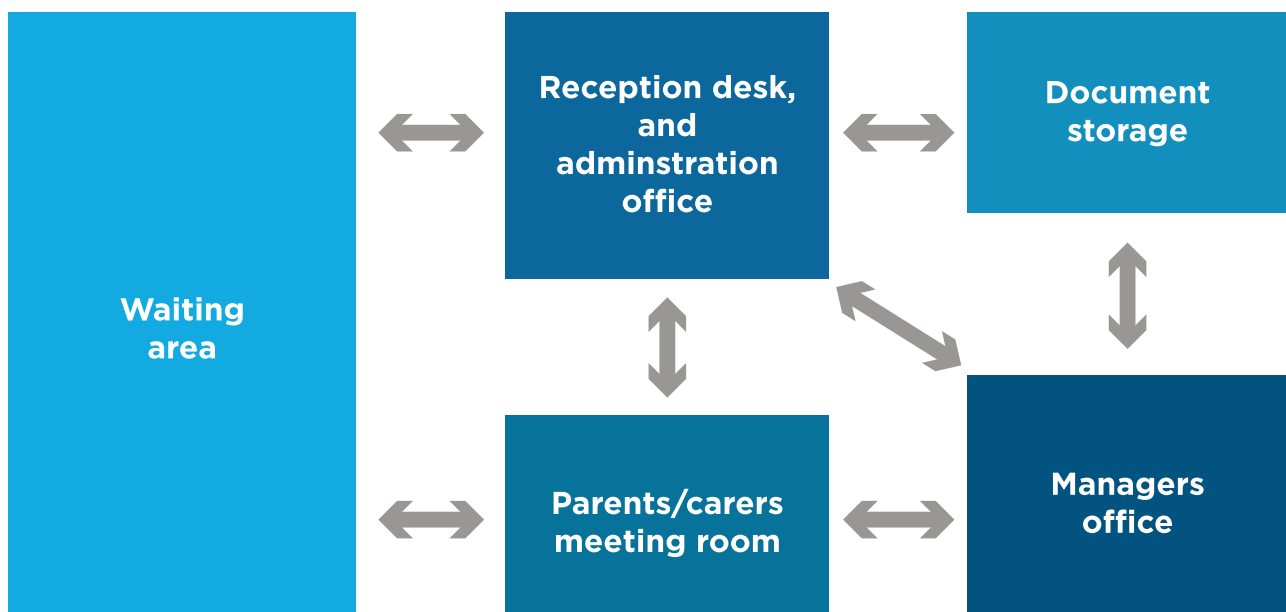 Reception desk,
and
adminstration
office
Document
storage
Waiting
area
Parents/carers
meeting room
Managers
office